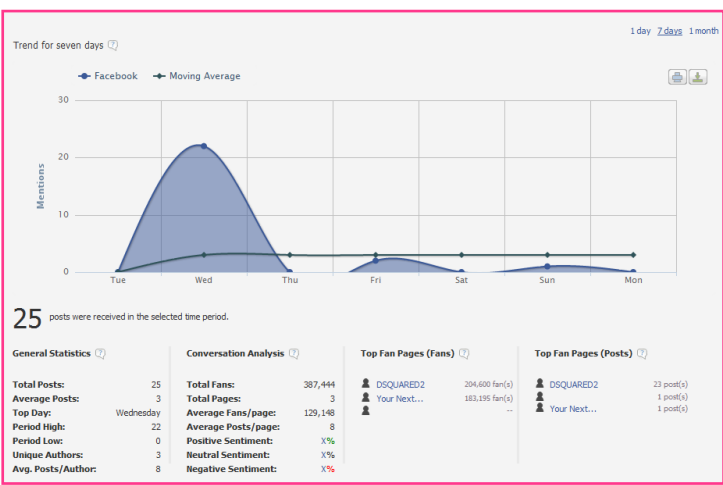 1 day 7 days 1 month
Trend for seven days ?
Facebook Moving Average
30
20
10
0
Mentions
Tue Wed Thu Fri Sat Sun Mon
25 posts were received in the selected time period.
General Statistics ?
Total Posts: 25
Average Posts: 3
Top Day: Wednesday
Period High: 22
Period Low: 0
Unique Authors: 3
Avg. Posts/Author: 8
Conversation Analysis ?
Total Fans: 387,444
Total Pages: 3
Average Fans/page: 129,148
Average Posts/page: 8
Positive Sentiment: X%
Neutral Sentiment: X%
Negative Sentiment: X%
Top Fan Pages (Fans) ?
DSQUARED2 204,600 fan(s)
Your Next... 183,195 fan(s)
--
Top Fan Pages (Posts) ?
DSQUARED2 23 post(s)
1 post(s)
Your Next... 1 post(s)